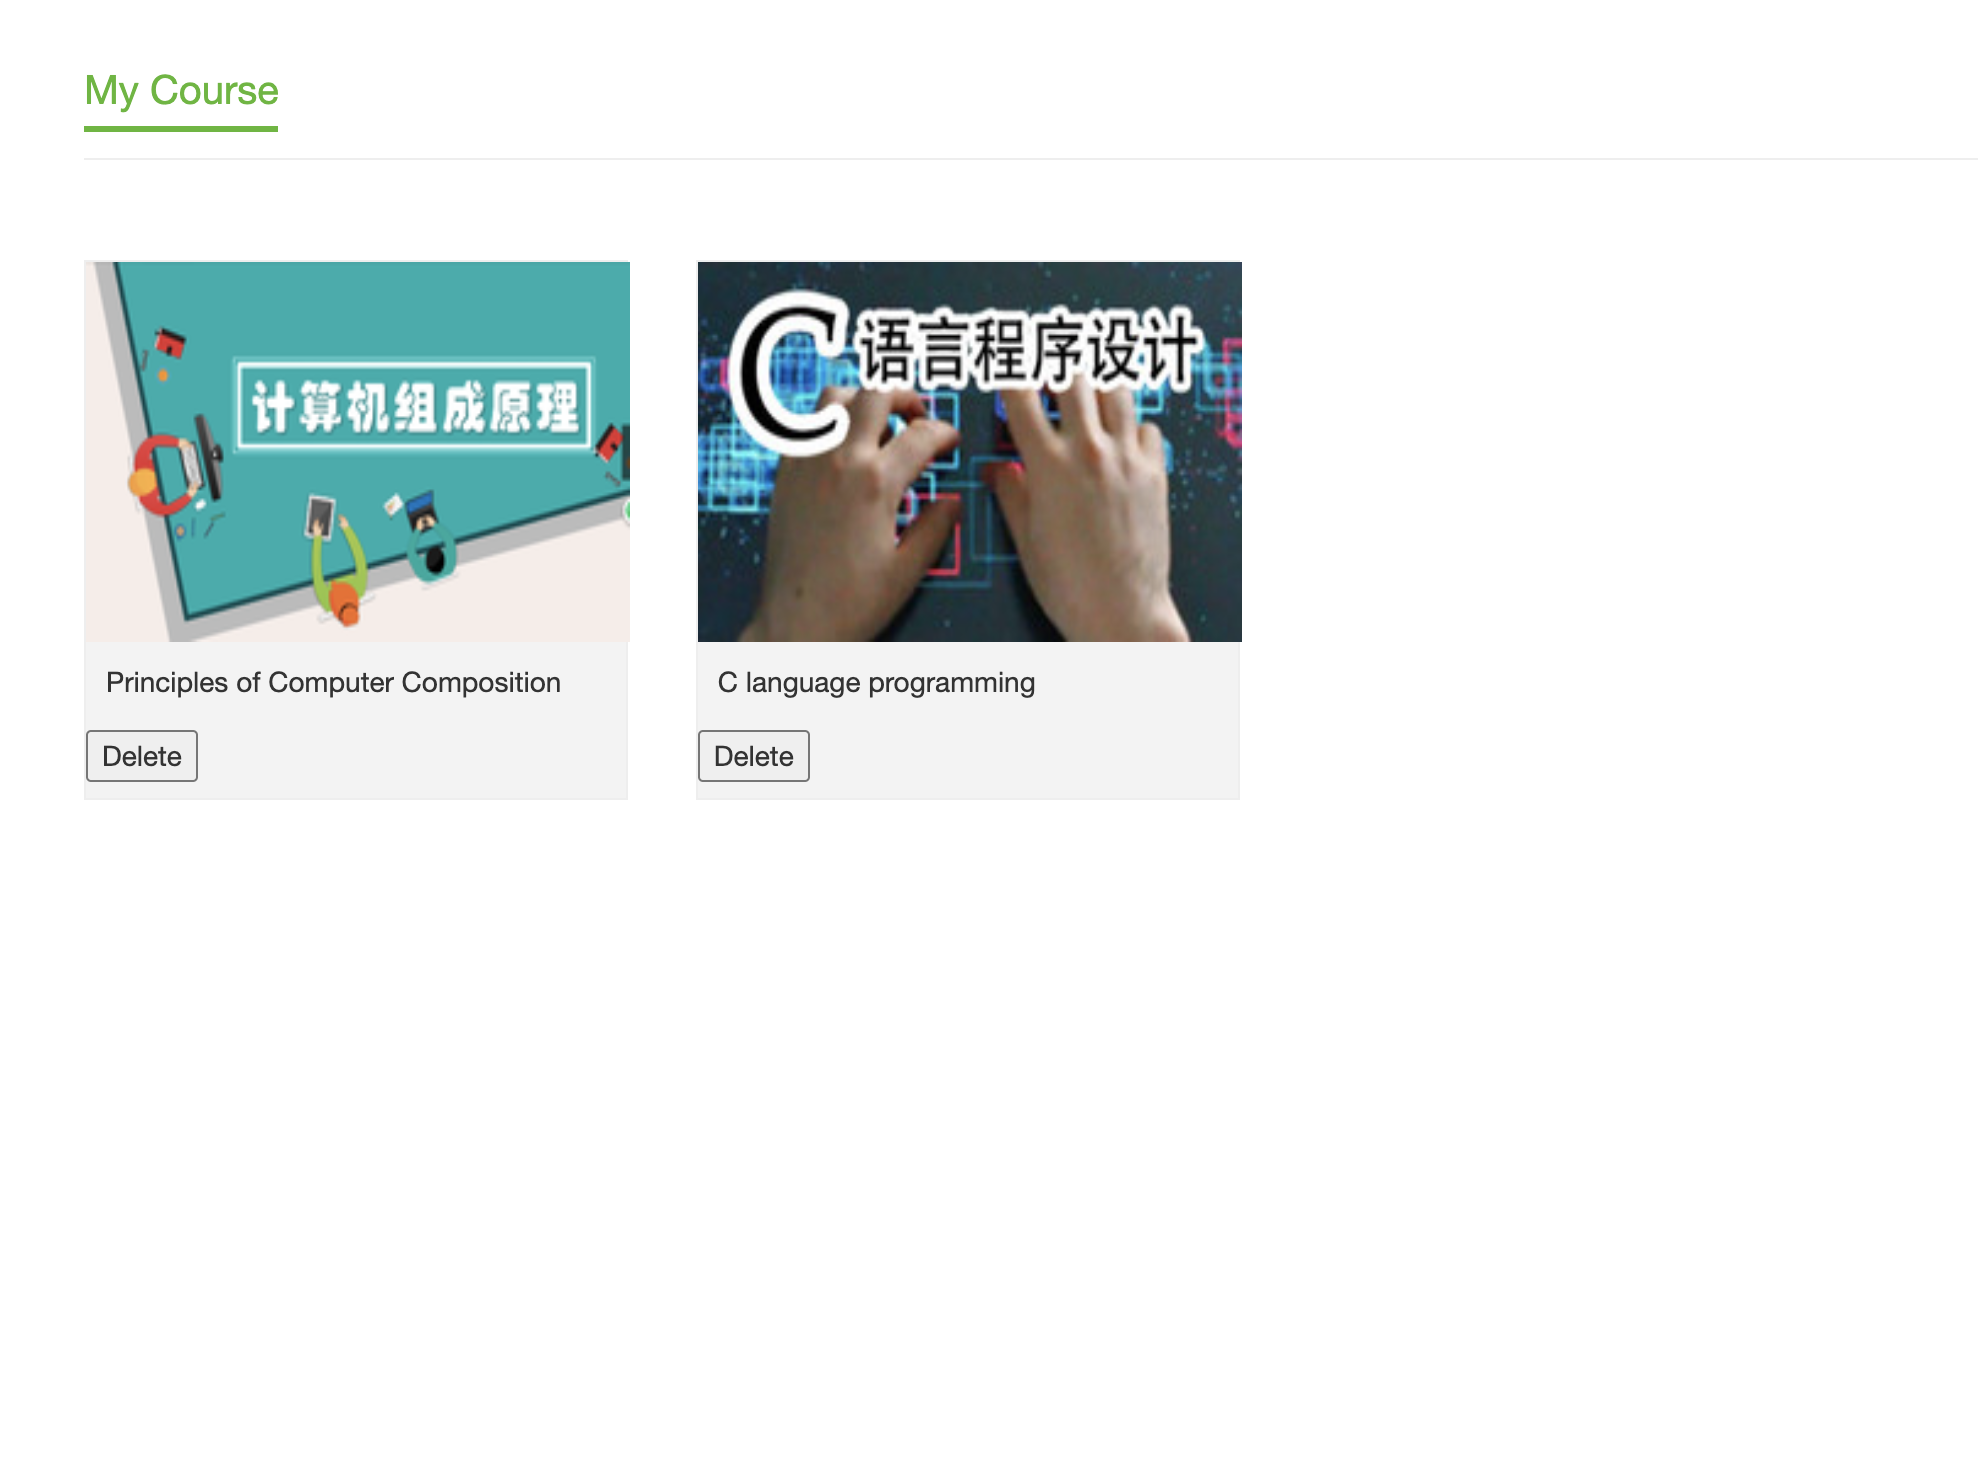 My Course
计算机组成原理
C语言程序设计
Principles of Computer Composition
C language programming
Delete
Delete